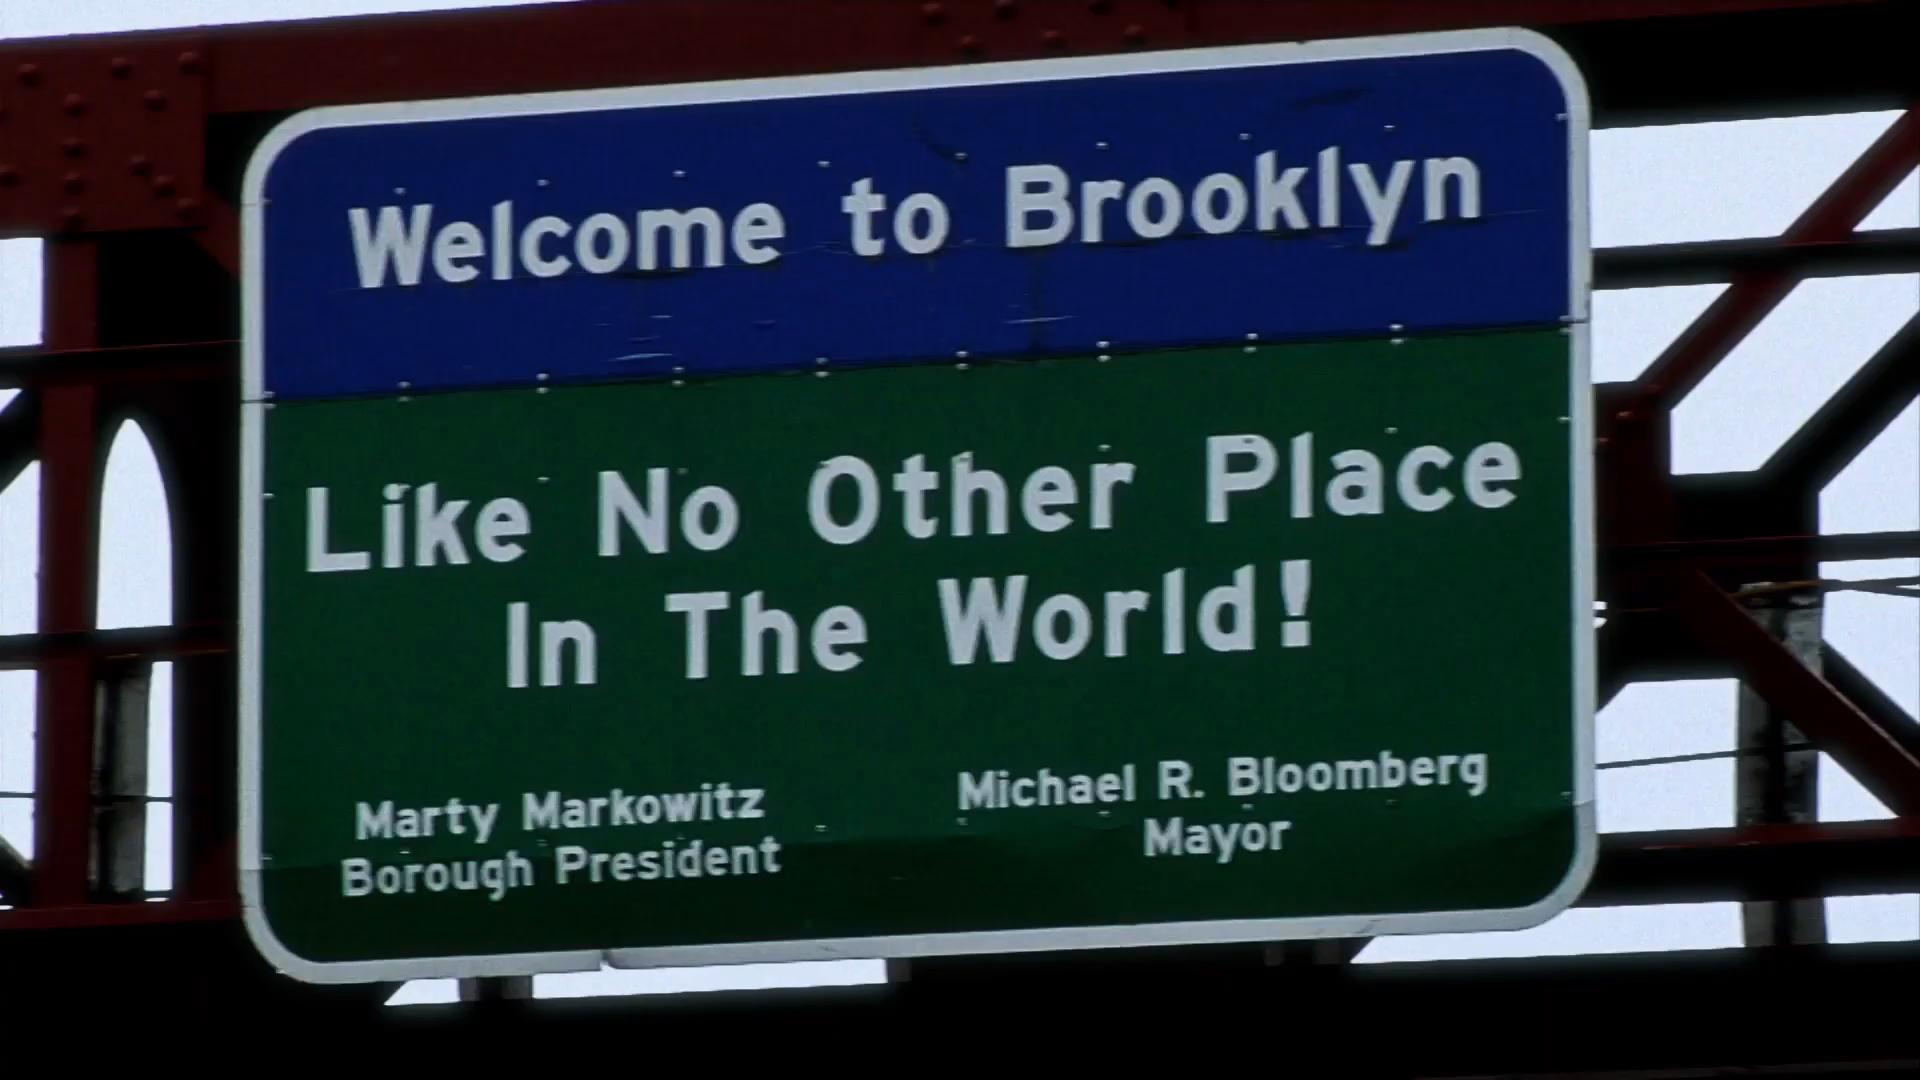 Welcome to Brooklyn
Like No Other Place
In The World!
Marty Markowitz
Borough President
Michael R. Bloomberg
Mayor